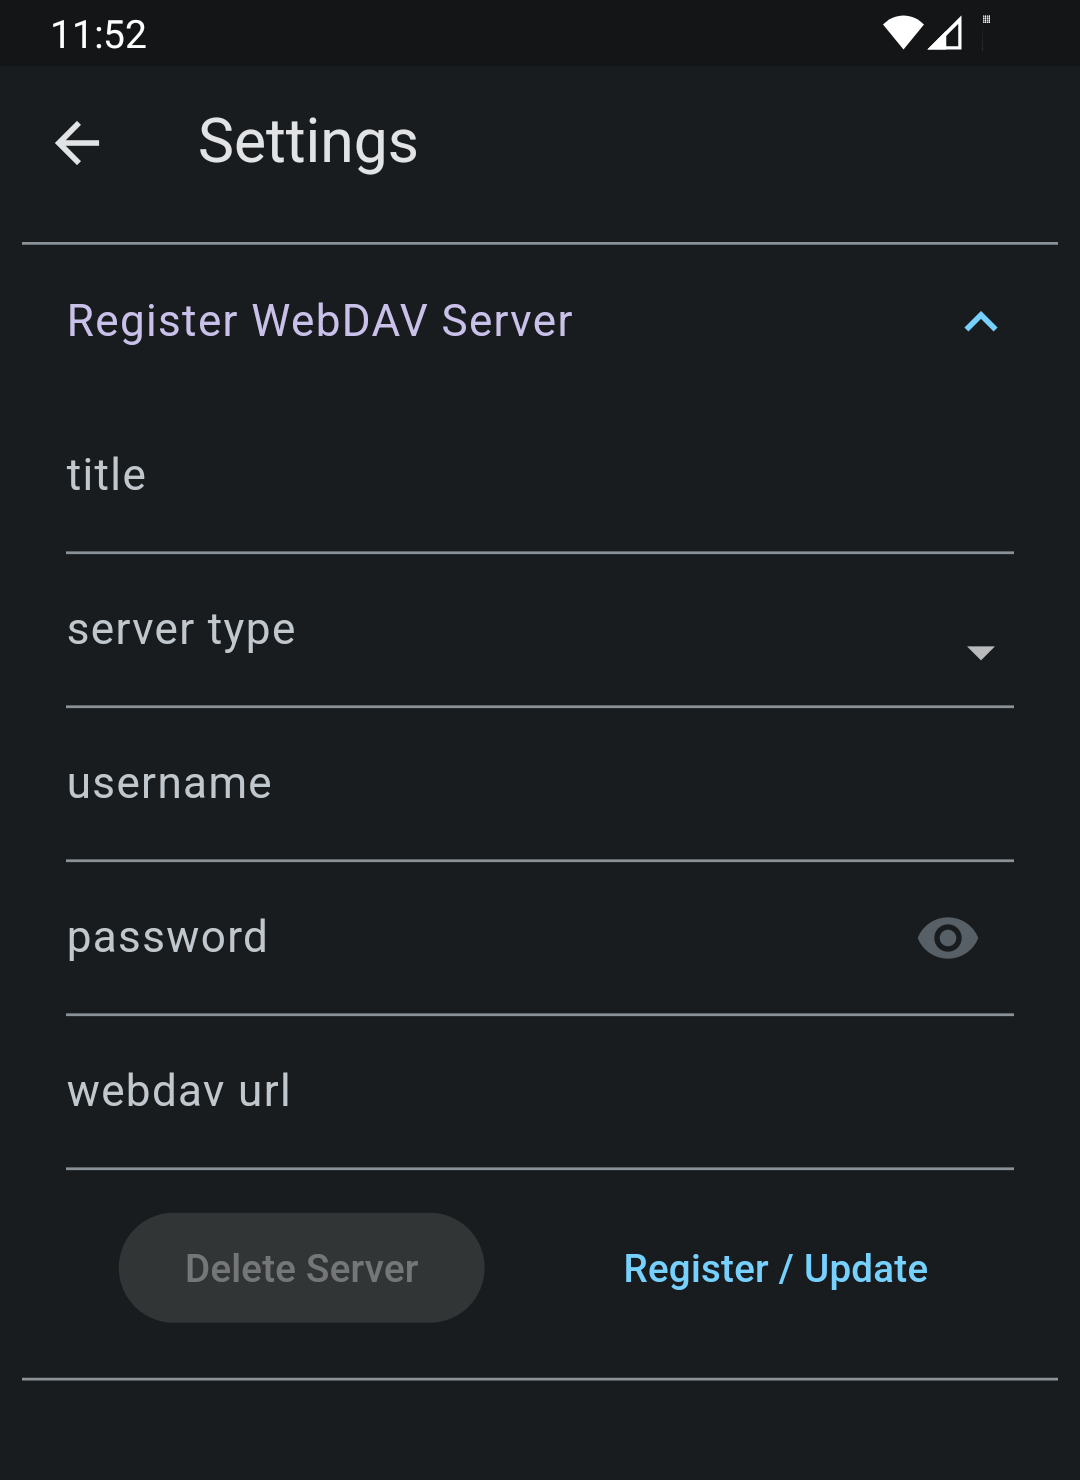 11:52
Settings
Register WebDAV Server
title
server type
username
password
webdav url
Delete Server
Register / Update